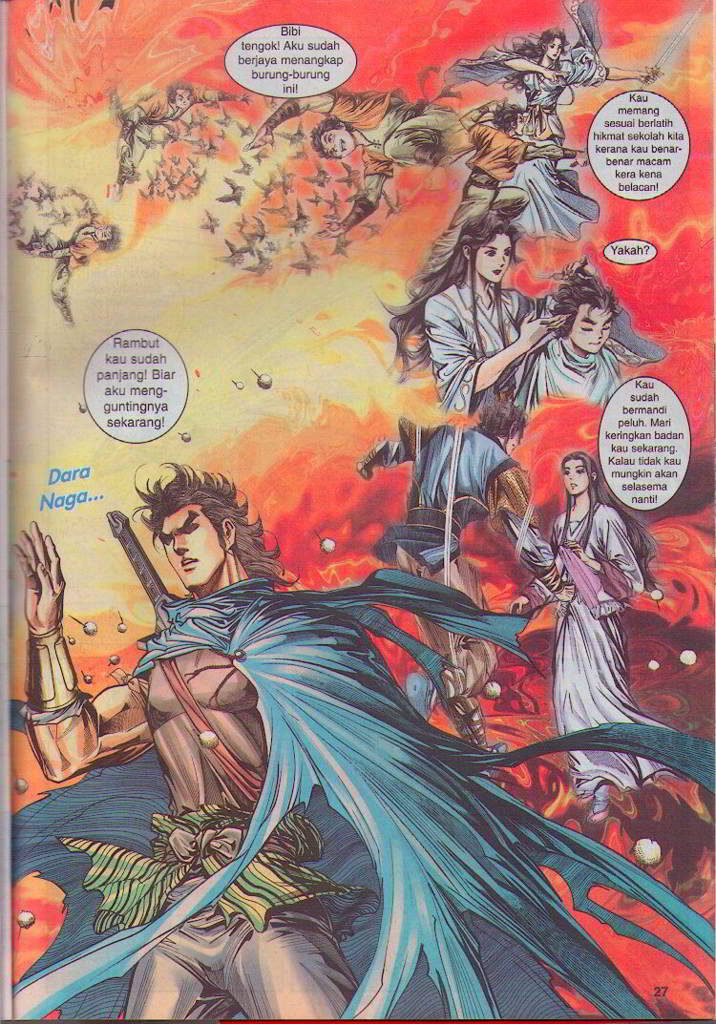 Bibi
tengok! Aku sudah
berjaya menangkap
burung-burung
ini!
Kau
memang
sesuai berlatih
hikmat sekolah kita
kerana kau benar-
benar macam
kera kena
belacan!
Yakah?
Rambut
kau sudah
panjang! Biar
aku meng-
guntingnya
sekarang!
Kau
sudah
bermandi
peluh. Mari
keringkan badan
kau sekarang.
Kalau tidak kau
mungkin akan
selasema
nanti!
Dara
Naga...
27